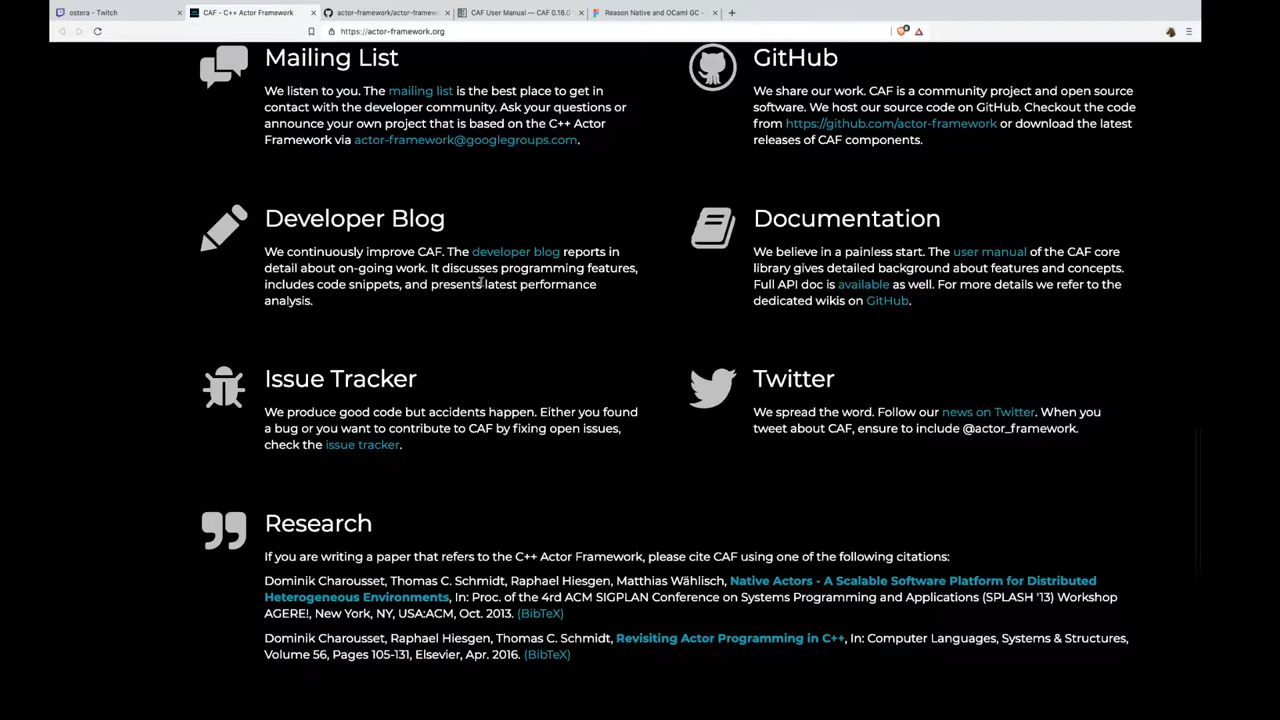 ostera - Twitch
CAF - C++ Actor Framework
actor-framework/actor-framew
CAF User Manual — CAF 0.16.0
Reason Native and OCaml GC –
https://actor-framework.org
Mailing List
We listen to you. The mailing list is the best place to get in
contact with the developer community. Ask your questions or
announce your own project that is based on the C++ Actor
Framework via actor-framework@googlegroups.com.
GitHub
We share our work. CAF is a community project and open source
software. We host our source code on GitHub. Checkout the code
from https://github.com/actor-framework or download the latest
releases of CAF components.
Developer Blog
We continuously improve CAF. The developer blog reports in
detail about on-going work. It discusses programming features,
includes code snippets, and presents latest performance
analysis.
Documentation
We believe in a painless start. The user manual of the CAF core
library gives detailed background about features and concepts.
Full API doc is available as well. For more details we refer to the
dedicated wikis on GitHub.
Issue Tracker
We produce good code but accidents happen. Either you found
a bug or you want to contribute to CAF by fixing open issues,
check the issue tracker.
Twitter
We spread the word. Follow our news on Twitter. When you
tweet about CAF, ensure to include @actor_framework.
Research
If you are writing a paper that refers to the C++ Actor Framework, please cite CAF using one of the following citations:
Dominik Charousset, Thomas C. Schmidt, Raphael Hiesgen, Matthias Wählisch, Native Actors - A Scalable Software Platform for Distributed
Heterogeneous Environments, In: Proc. of the 4rd ACM SIGPLAN Conference on Systems Programming and Applications (SPLASH '13) Workshop
AGERE!, New York, NY, USA:ACM, Oct. 2013. (BibTeX)
Dominik Charousset, Raphael Hiesgen, Thomas C. Schmidt, Revisiting Actor Programming in C++, In: Computer Languages, Systems & Structures,
Volume 56, Pages 105-131, Elsevier, Apr. 2016. (BibTeX)